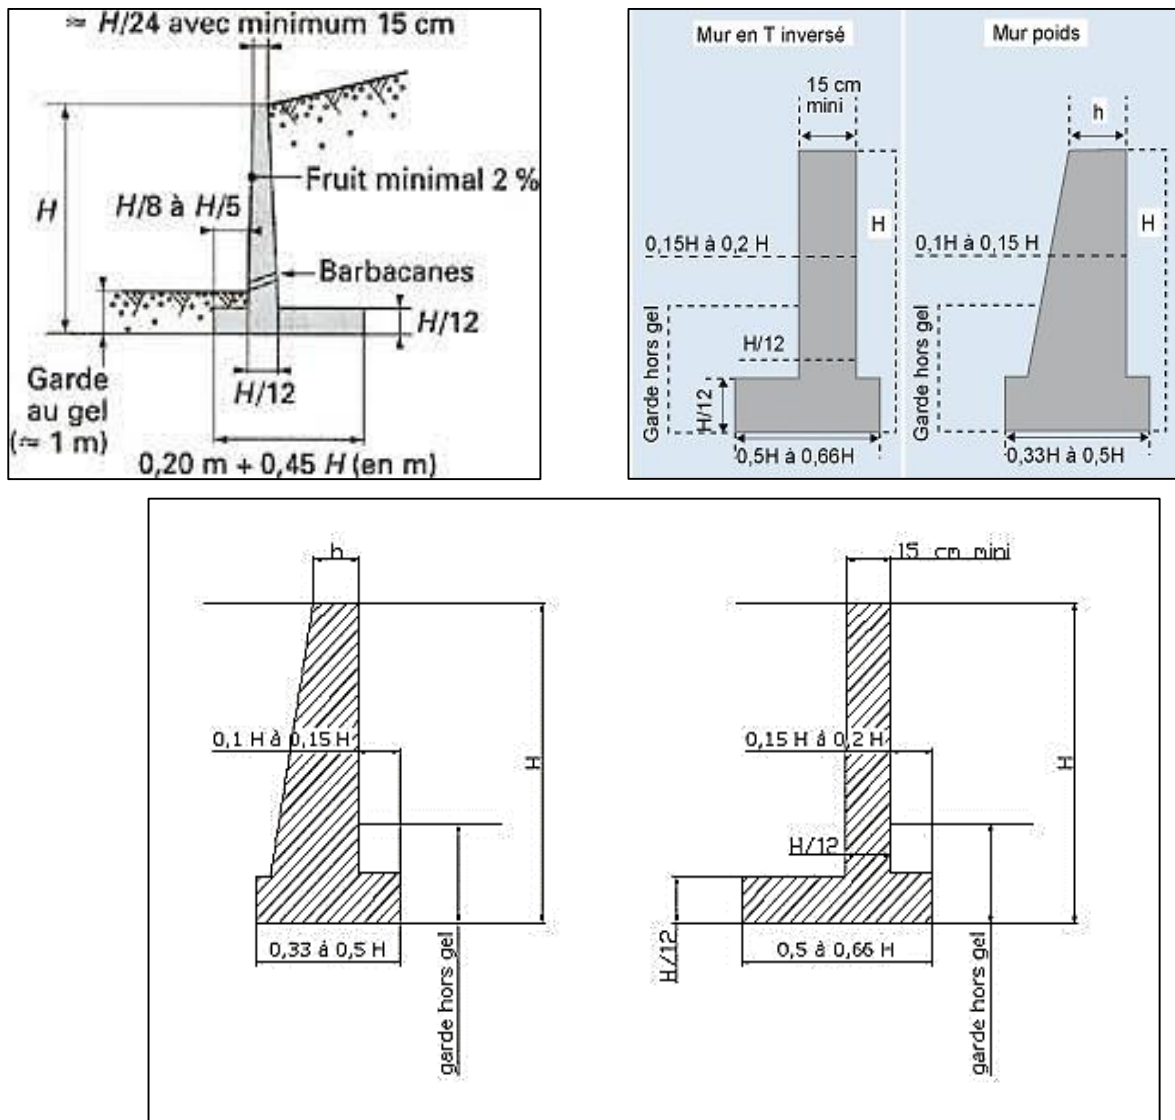 ≈ H/24 avec minimum 15 cm
Fruit minimal 2 %
H/8 à H/5
H
Barbacanes
H/12
Garde
au gel
(≈ 1 m)
H/12
0,20 m + 0,45 H (en m)
Mur en T inversé
15 cm
mini
H
0,15H à 0,2 H
Garde hors gel
H/12
H/12
0,5H à 0,66H
Mur poids
h
H
0,1H à 0,15 H
Garde hors gel
0,33H à 0,5H
h
0,1 H à 0,15 H
H
0,33 à 0,5 H
garde hors gel
15 cm mini
0,15 H à 0,2 H
H
H/12
H/12
0,5 à 0,66 H
garde hors gel